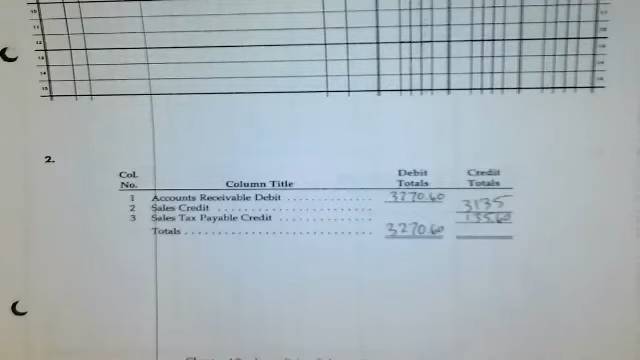 2.
Col. No. Column Title Debit Totals Credit Totals
1 Accounts Receivable Debit 3270.60
2 Sales Credit 3135
3 Sales Tax Payable Credit 135.60
Totals 3270.60